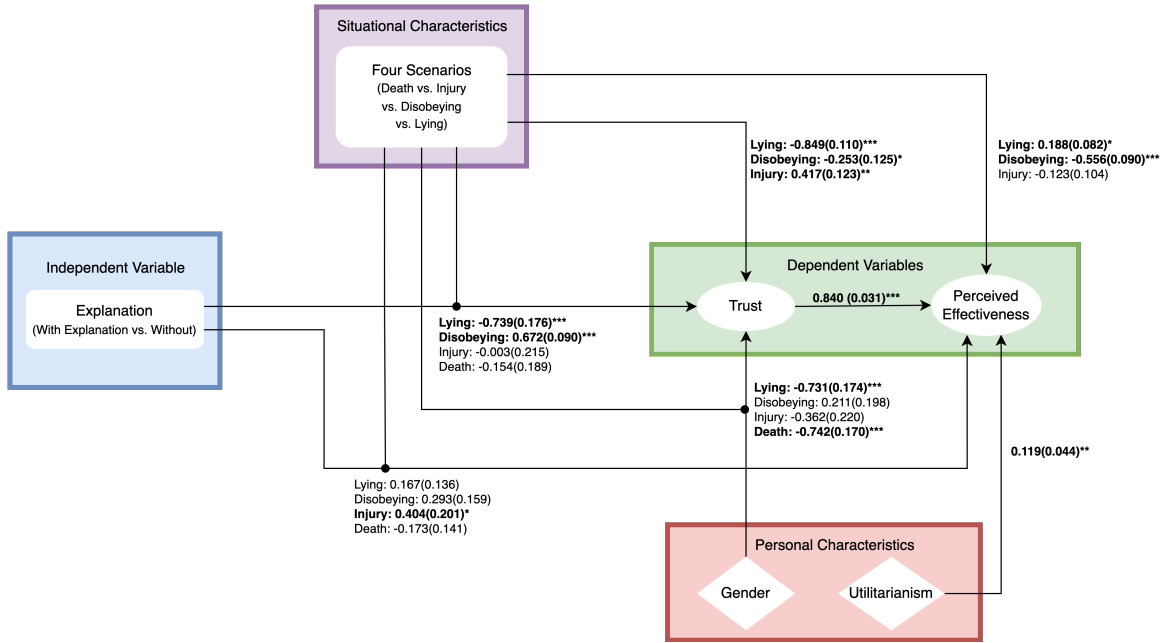 Situational Characteristics
Four Scenarios
(Death vs. Injury
vs. Disobeying
vs. Lying)
Lying: -0.849(0.110)***
Disobeying: -0.253(0.125)*
Injury: 0.417(0.123)**
Lying: 0.188(0.082)*
Disobeying: -0.556(0.090)***
Injury: -0.123(0.104)
Independent Variable
Explanation
(With Explanation vs. Without)
Dependent Variables
Trust
0.840 (0.031)***
Perceived
Effectiveness
Lying: -0.739(0.176)***
Disobeying: 0.672(0.090)***
Injury: -0.003(0.215)
Death: -0.154(0.189)
Lying: -0.731(0.174)***
Disobeying: 0.211(0.198)
Injury: -0.362(0.220)
Death: -0.742(0.170)***
0.119(0.044)**
Lying: 0.167(0.136)
Disobeying: 0.293(0.159)
Injury: 0.404(0.201)*
Death: -0.173(0.141)
Personal Characteristics
Gender
Utilitarianism